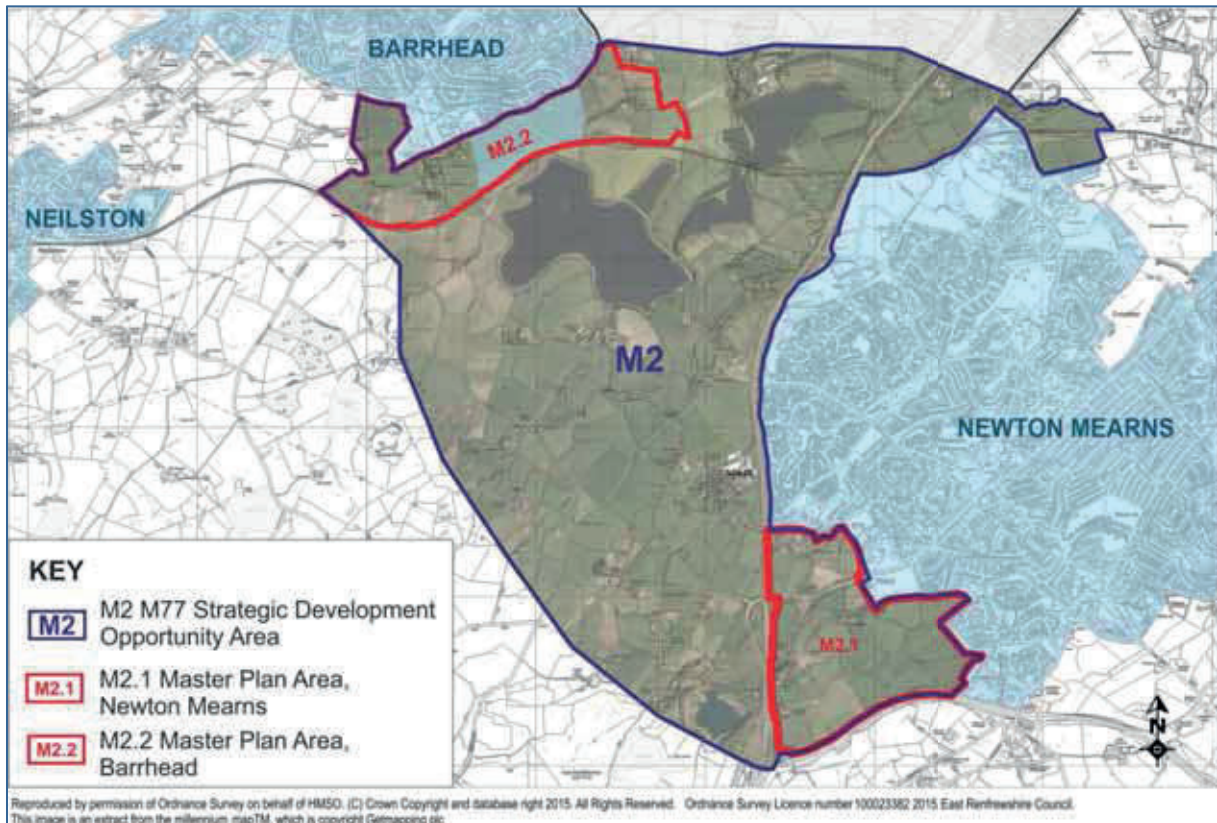 BARRHEAD
M2.2
NEILSTON
M2
NEWTON MEARNS
M2.1
KEY
M2 M2 M77 Strategic Development
Opportunity Area
M2.1 M2.1 Master Plan Area,
Newton Mearns
M2.2 M2.2 Master Plan Area,
Barrhead
N
Reproduced by permission of Ordnance Survey on behalf of HMSO. (C) Crown Copyright and database right 2015. All Rights Reserved. Ordnance Survey Licence number 100023382 2015 East Renfrewshire Council.
This image is an extract from the millennium mapTM, which is copyright Getmapping plc